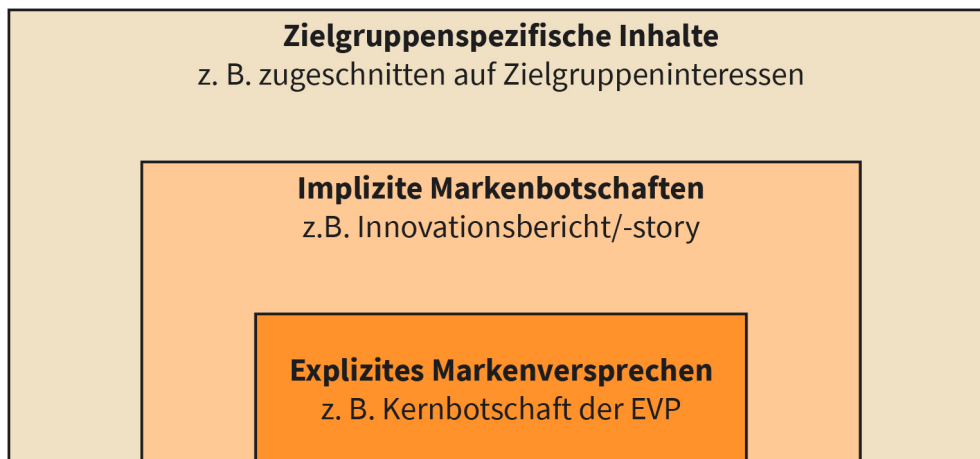 Zielgruppenspezifische Inhalte
z. B. zugeschnitten auf Zielgruppeninteressen
Implizite Markenbotschaften
z.B. Innovationsbericht/-story
Explizites Markenversprechen
z. B. Kernbotschaft der EVP